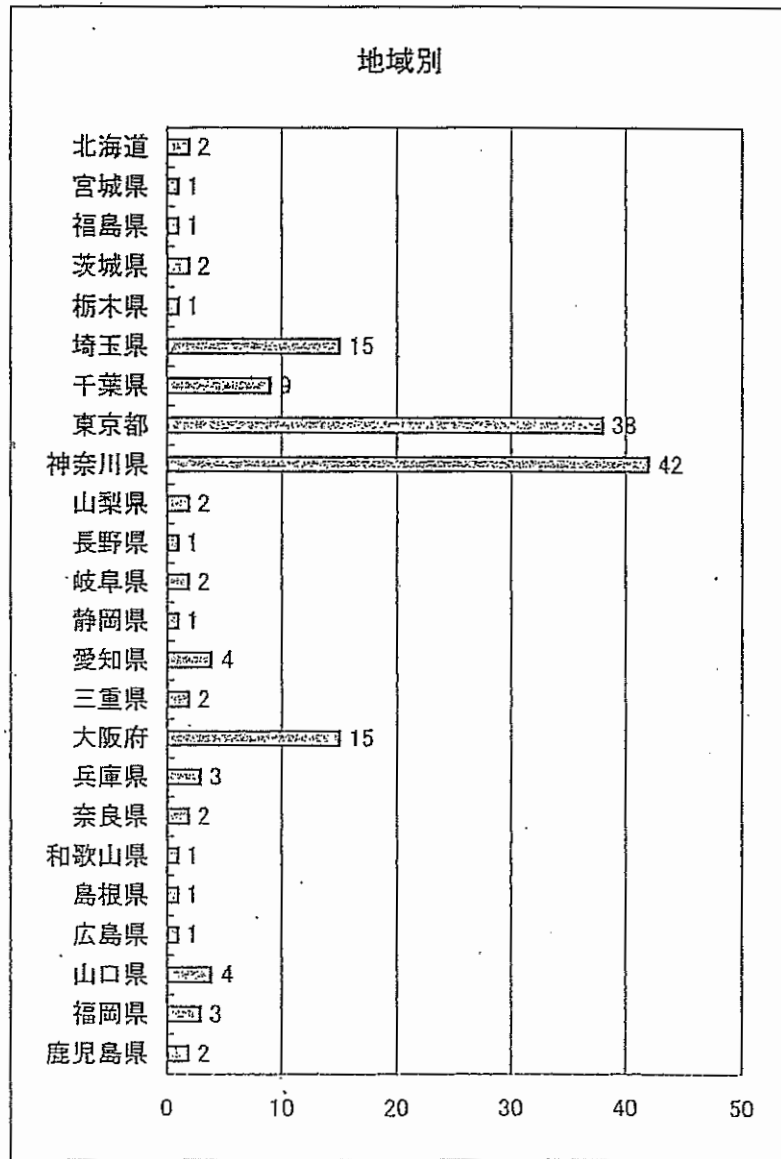 地域別
北海道 2
宮城県 1
福島県 1
茨城県 2
栃木県 1
埼玉県 15
千葉県 9
東京都 38
神奈川県 42
山梨県 2
長野県 1
岐阜県 2
静岡県 1
愛知県 4
三重県 2
大阪府 15
兵庫県 3
奈良県 2
和歌山県 1
島根県 1
広島県 1
山口県 4
福岡県 3
鹿児島県 2
0 10 20 30 40 50